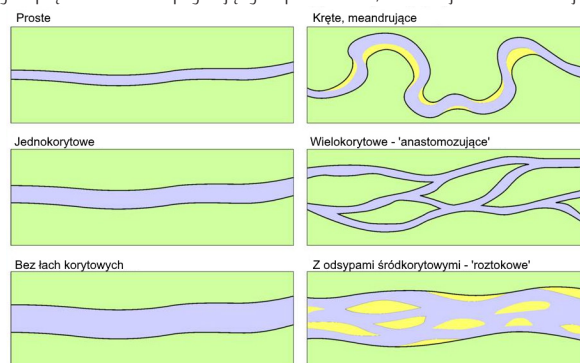 Proste
Kręte, meandrujące
Jednokorytowe
Wielokorytowe - 'anastomozujące'
Bez łach korytowych
Z odsypami śródkorytowymi - 'roztokowe'